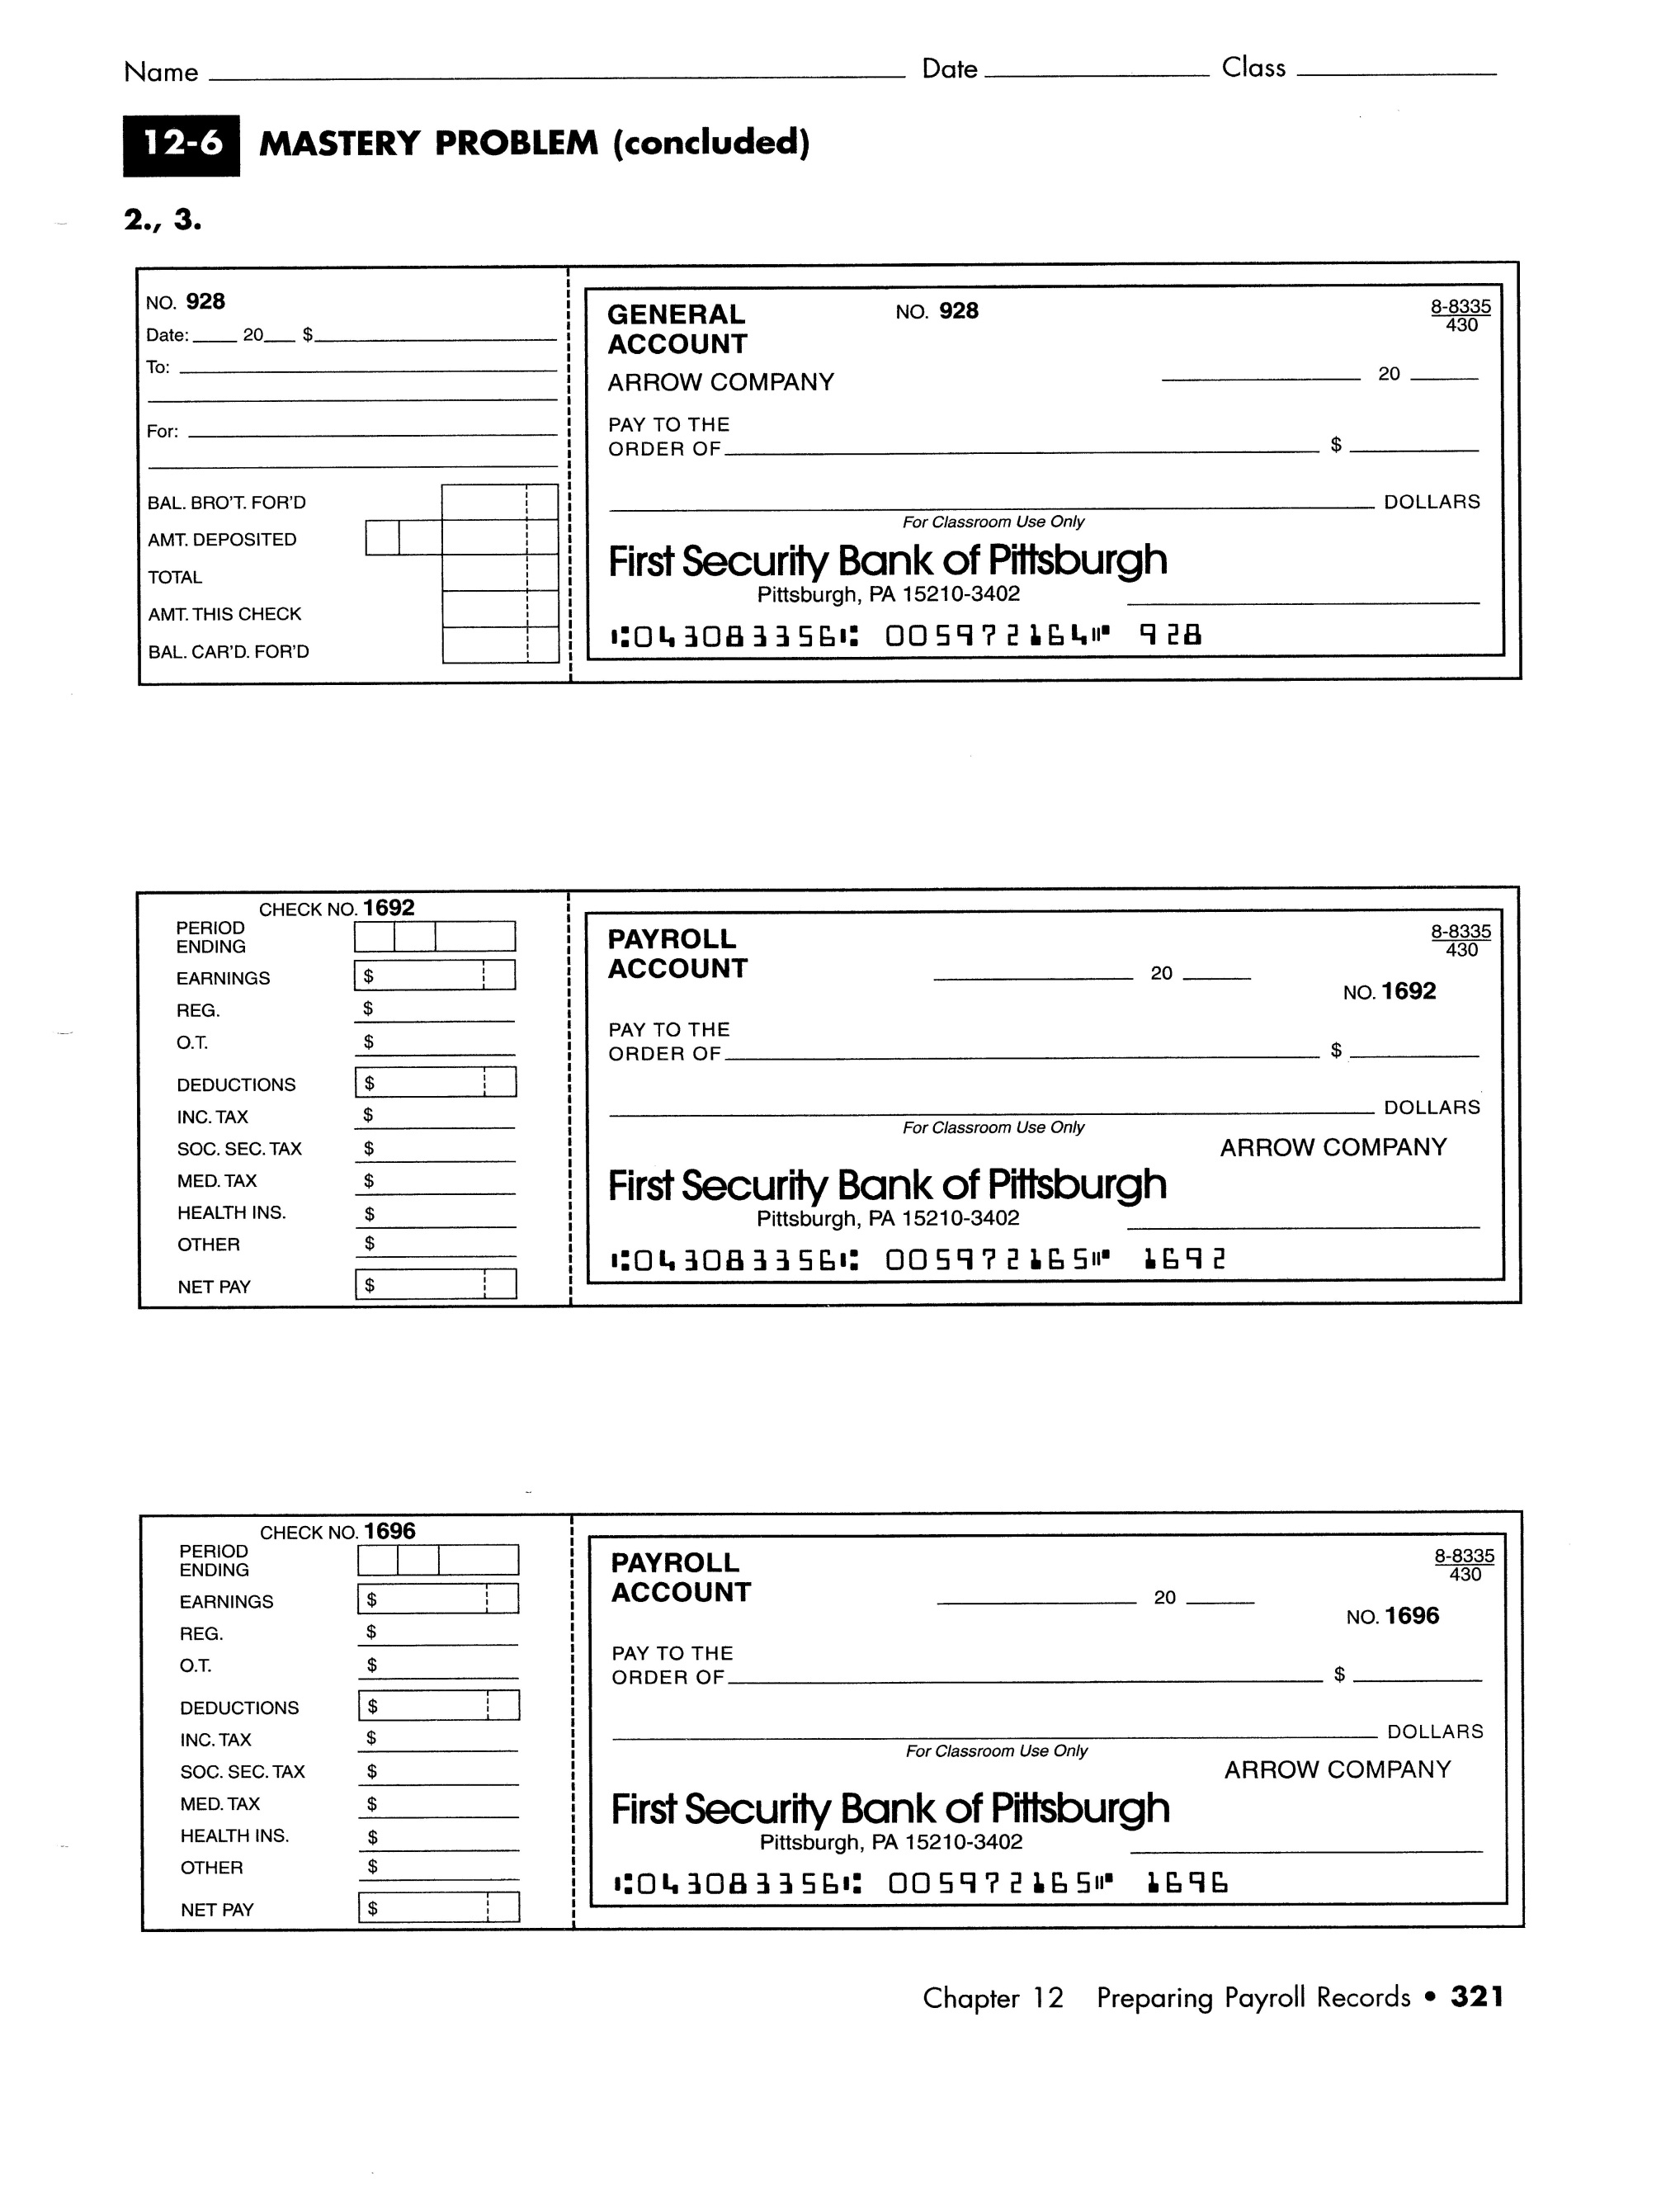 Name Date Class
12-6 MASTERY PROBLEM (concluded)
2., 3.
NO. 928
Date: 20 $
To:
For:
BAL. BRO'T. FOR'D
AMT. DEPOSITED
TOTAL
AMT. THIS CHECK
BAL. CAR'D. FOR'D
GENERAL ACCOUNT
NO. 928
8-8335
430
ARROW COMPANY
20
PAY TO THE
ORDER OF $
DOLLARS
For Classroom Use Only
First Security Bank of Pittsburgh
Pittsburgh, PA 15210-3402
⑆043083356⑆ 005972164⑈ 928
CHECK NO. 1692
PERIOD
ENDING
EARNINGS $
REG. $
O.T. $
DEDUCTIONS $
INC. TAX $
SOC. SEC. TAX $
MED. TAX $
HEALTH INS. $
OTHER $
NET PAY $
PAYROLL
ACCOUNT
8-8335
430
20
NO. 1692
PAY TO THE
ORDER OF $
DOLLARS
For Classroom Use Only
ARROW COMPANY
First Security Bank of Pittsburgh
Pittsburgh, PA 15210-3402
⑆043083356⑆ 005972165⑈ 1692
CHECK NO. 1696
PERIOD
ENDING
EARNINGS $
REG. $
O.T. $
DEDUCTIONS $
INC. TAX $
SOC. SEC. TAX $
MED. TAX $
HEALTH INS. $
OTHER $
NET PAY $
PAYROLL
ACCOUNT
8-8335
430
20
NO. 1696
PAY TO THE
ORDER OF $
DOLLARS
For Classroom Use Only
ARROW COMPANY
First Security Bank of Pittsburgh
Pittsburgh, PA 15210-3402
⑆043083356⑆ 005972165⑈ 1696
Chapter 12 Preparing Payroll Records • 321